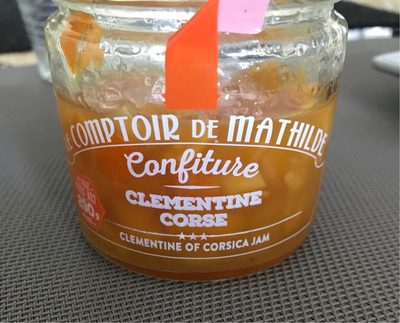 LE COMPTOIR DE MATHILDE
Confiture
CLEMENTINE
CORSE
CLEMENTINE OF CORSICA JAM